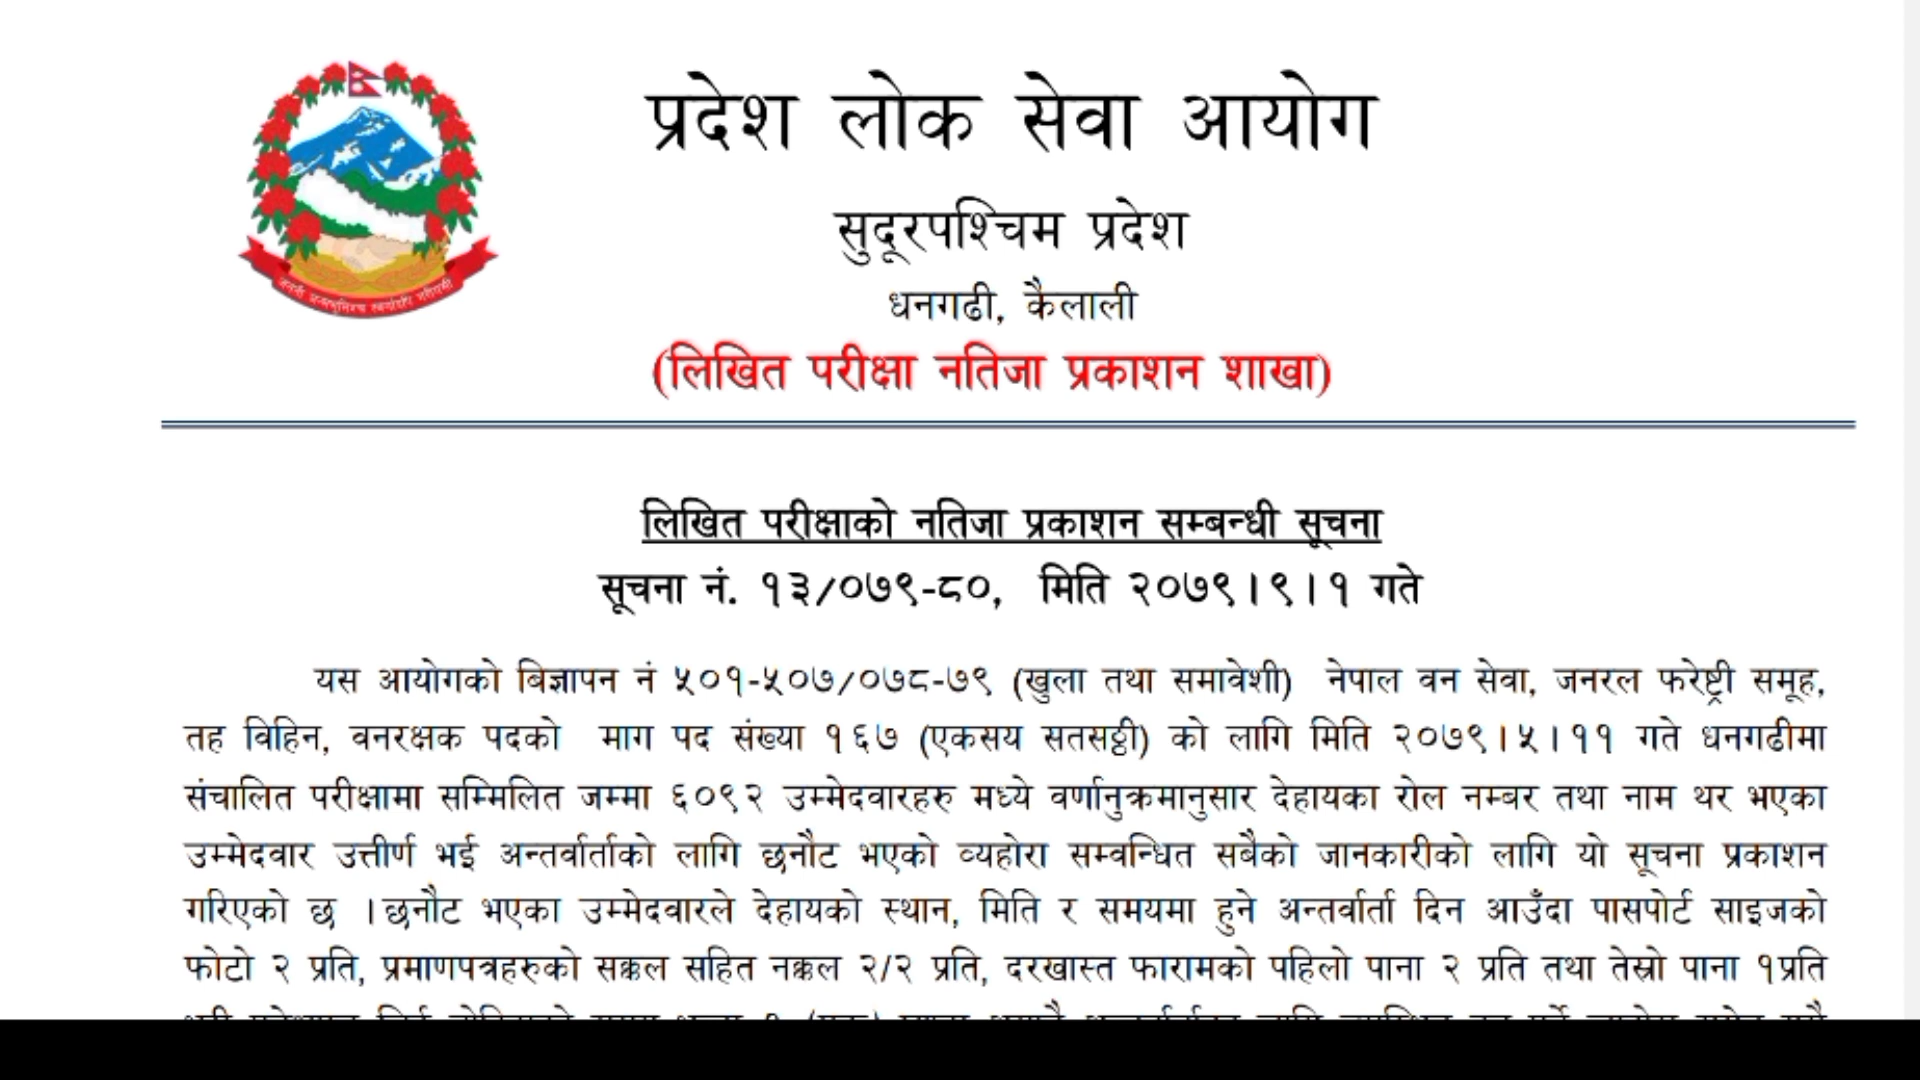 प्रदेश लोक सेवा आयोग
सुदूरपश्चिम प्रदेश
धनगढी, कैलाली
(लिखित परीक्षा नतिजा प्रकाशन शाखा)
लिखित परीक्षाको नतिजा प्रकाशन सम्बन्धी सूचना
सूचना नं. १३/०७९-८०, मिति २०७९।९।१ गते
यस आयोगको बिज्ञापन नं ५०१-५०७/०७८-७९ (खुला तथा समावेशी) नेपाल वन सेवा, जनरल फरेष्ट्री समूह,
तह विहिन, वनरक्षक पदको माग पद संख्या १६७ (एकसय सतसठ्ठी) को लागि मिति २०७९।५।११ गते धनगढीमा
संचालित परीक्षामा सम्मिलित जम्मा ६०९२ उम्मेदवारहरु मध्ये वर्णानुक्रमानुसार देहायका रोल नम्बर तथा नाम थर भएका
उम्मेदवार उत्तीर्ण भई अन्तर्वार्ताको लागि छनौट भएको व्यहोरा सम्वन्धित सबैको जानकारीको लागि यो सूचना प्रकाशन
गरिएको छ ।छनौट भएका उम्मेदवारले देहायको स्थान, मिति र समयमा हुने अन्तर्वार्ता दिन आउँदा पासपोर्ट साइजको
फोटो २ प्रति, प्रमाणपत्रहरुको सक्कल सहित नक्कल २/२ प्रति, दरखास्त फारामको पहिलो पाना २ प्रति तथा तेस्रो पाना १प्रति